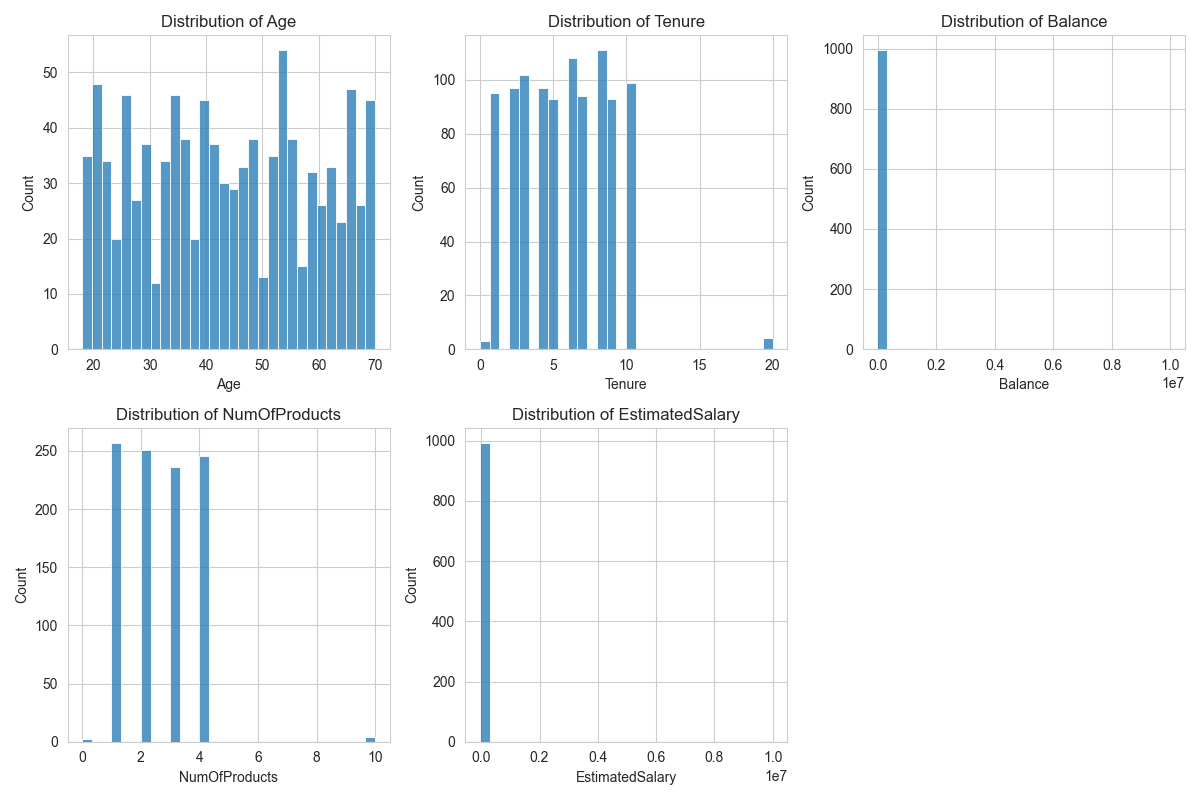 Distribution of Age
Count
50
40
30
20
10
0
20 30 40 50 60 70
Age
Distribution of Tenure
Count
100
80
60
40
20
0
0 5 10 15 20
Tenure
Distribution of Balance
Count
1000
800
600
400
200
0
0.0 0.2 0.4 0.6 0.8 1.0
1e7
Balance
Distribution of NumOfProducts
Count
250
200
150
100
50
0
0 2 4 6 8 10
NumOfProducts
Distribution of EstimatedSalary
Count
1000
800
600
400
200
0
0.0 0.2 0.4 0.6 0.8 1.0
1e7
EstimatedSalary